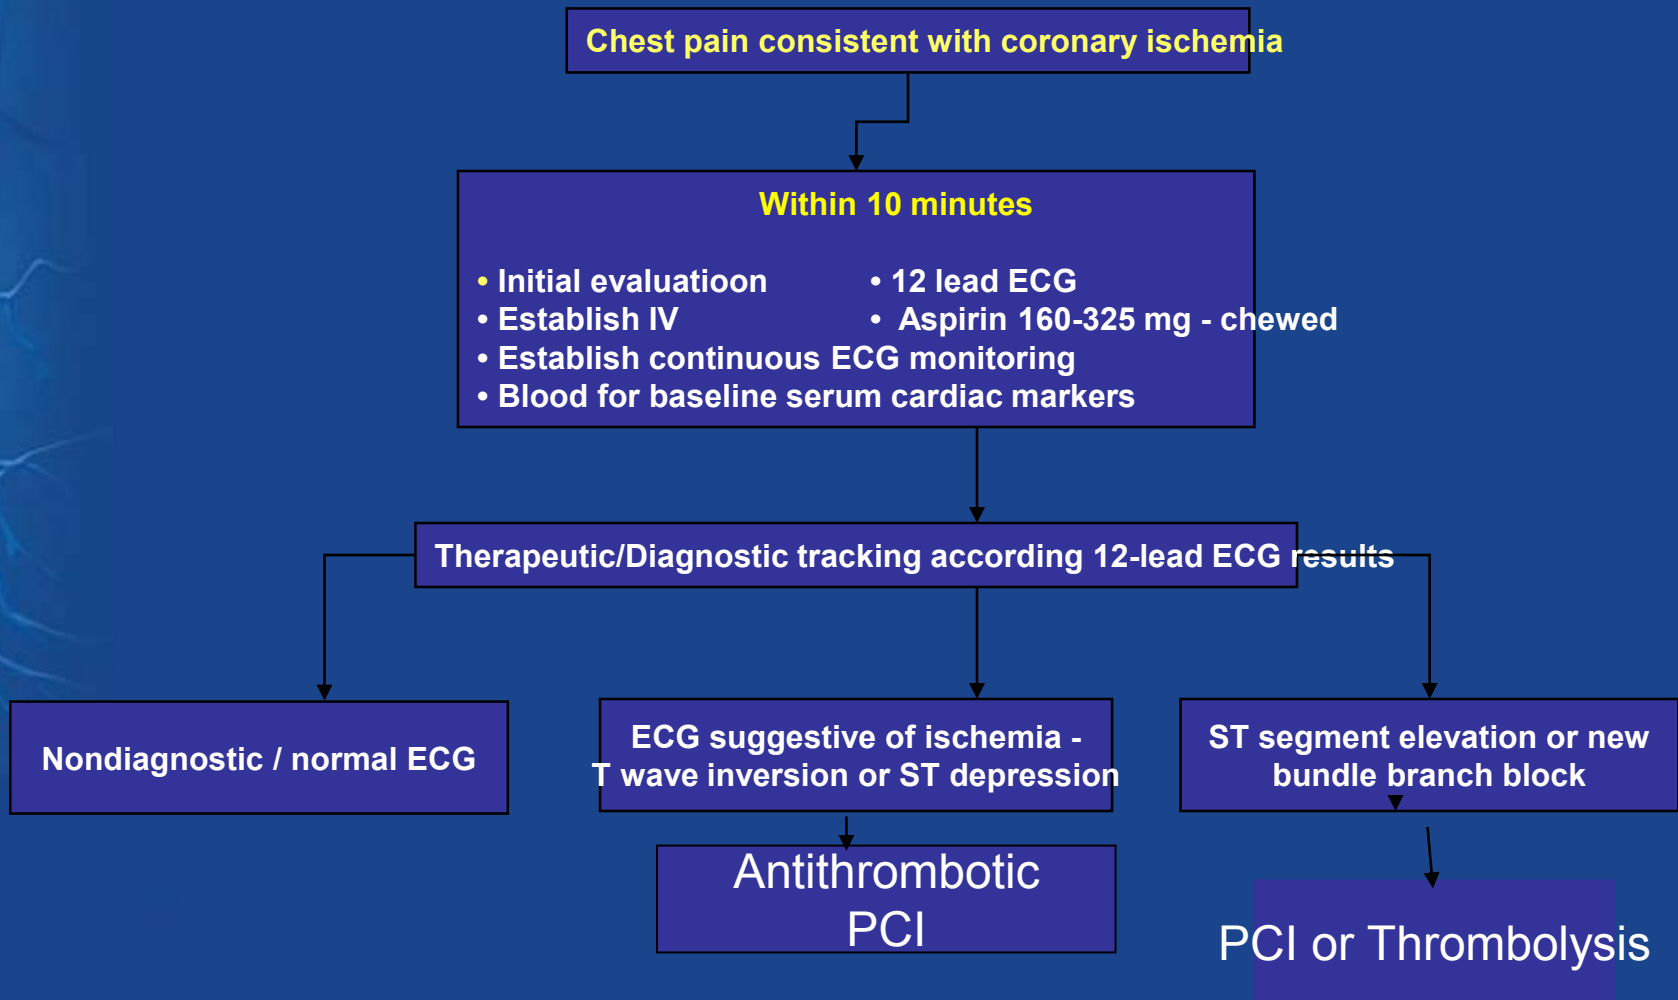 Chest pain consistent with coronary ischemia
Within 10 minutes
• Initial evaluatioon • 12 lead ECG
• Establish IV • Aspirin 160-325 mg - chewed
• Establish continuous ECG monitoring
• Blood for baseline serum cardiac markers
Therapeutic/Diagnostic tracking according 12-lead ECG results
Nondiagnostic / normal ECG
ECG suggestive of ischemia -
T wave inversion or ST depression
ST segment elevation or new
bundle branch block
Antithrombotic
PCI
PCI or Thrombolysis